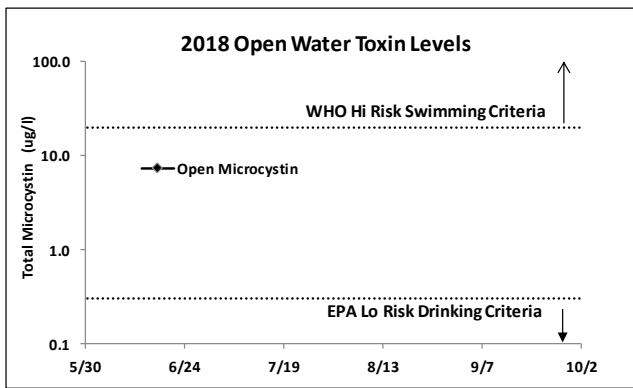 2018 Open Water Toxin Levels
100.0
WHO Hi Risk Swimming Criteria
10.0
Open Microcystin
Total Microcystin (ug/l)
1.0
EPA Lo Risk Drinking Criteria
0.1
5/30 6/24 7/19 8/13 9/7 10/2